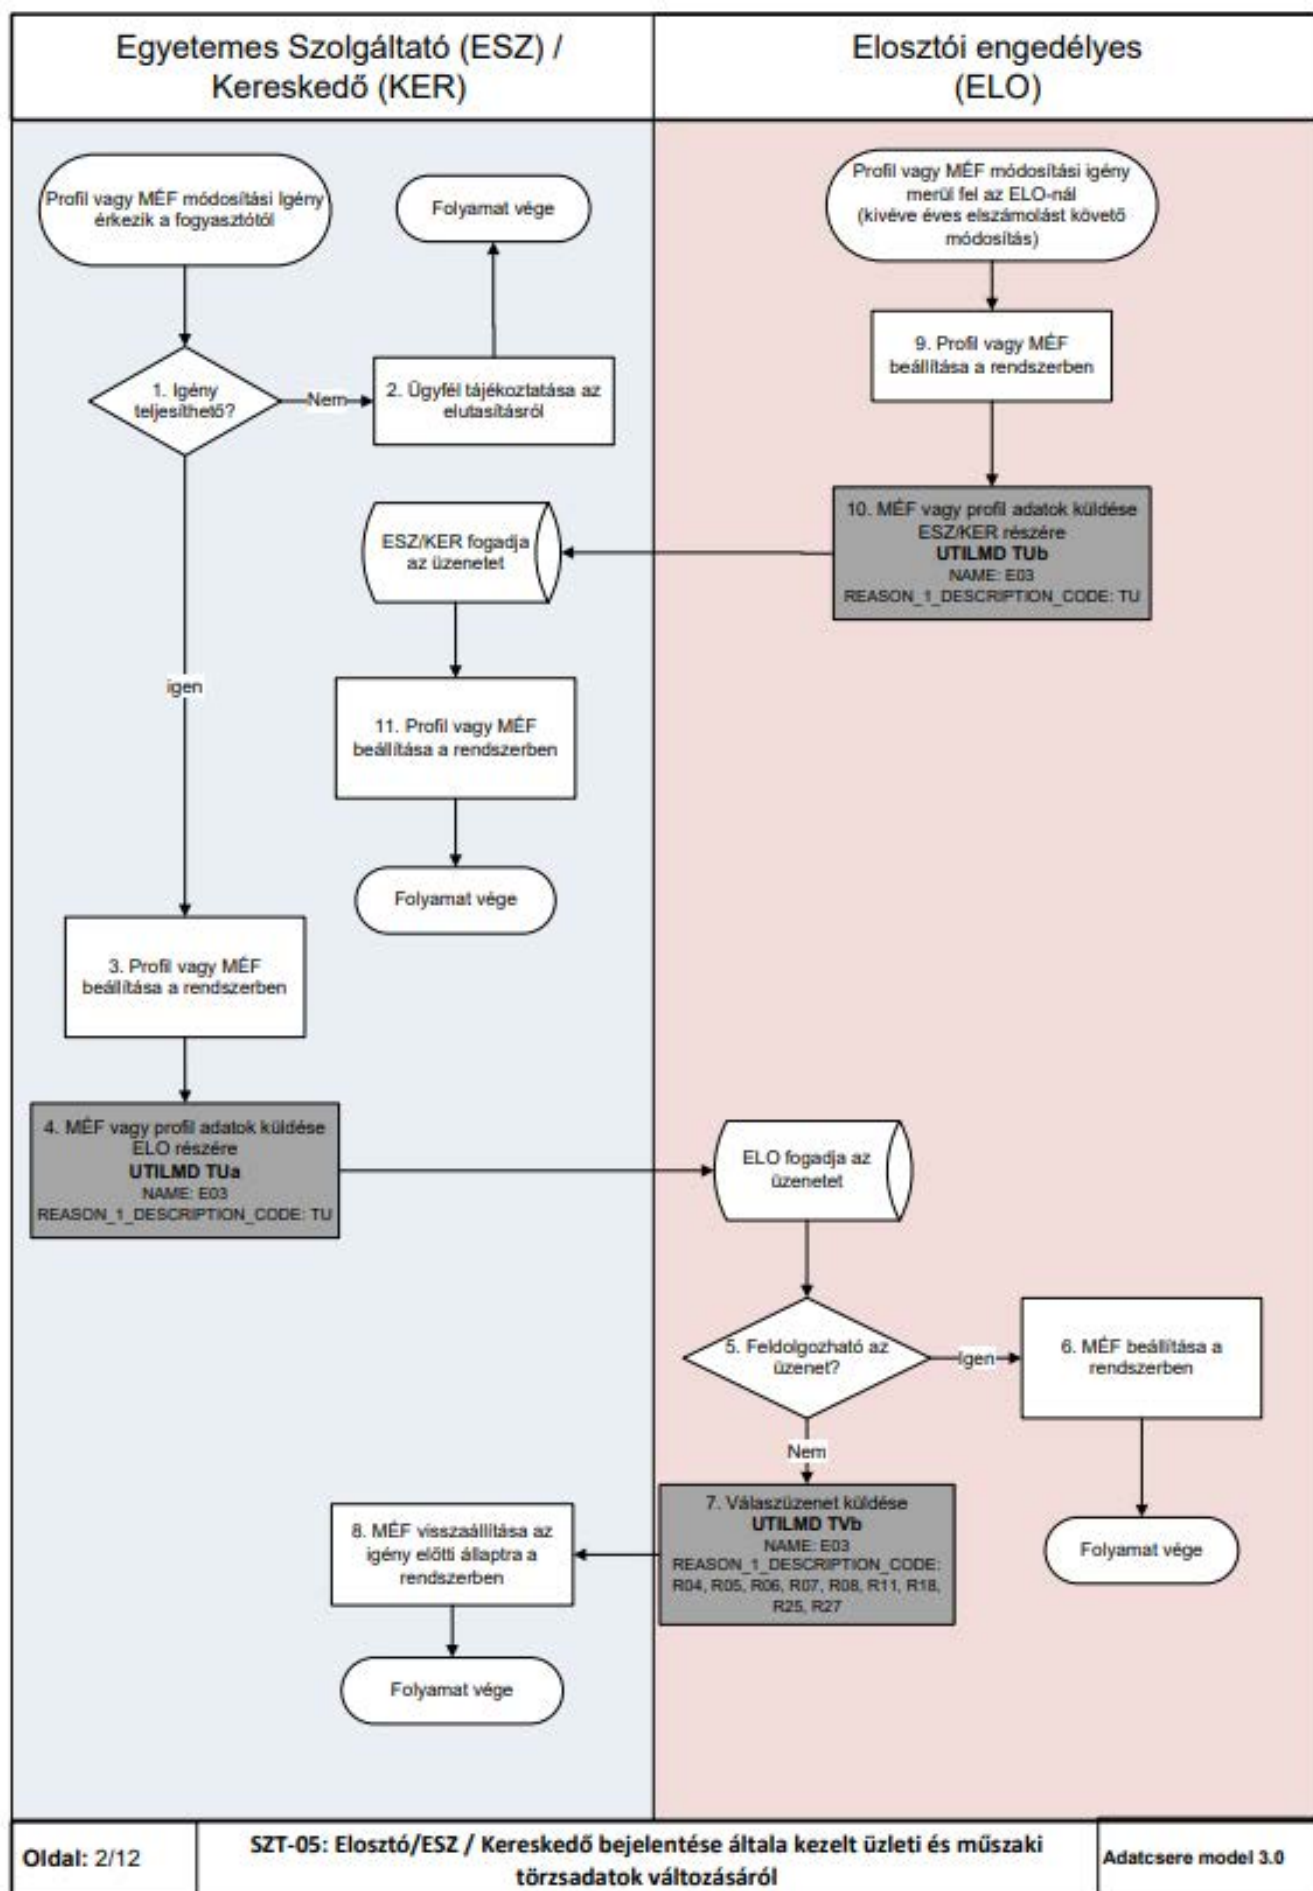 Egyetemes Szolgáltató (ESZ) /
Kereskedő (KER)
Elosztói engedélyes
(ELO)
Profil vagy MÉF módosítási Igény
érkezik a fogyasztótól
Folyamat vége
Profil vagy MÉF módosítási igény
merül fel az ELO-nál
(kivéve éves elszámolást követő
módosítás)
1. Igény
teljesíthető?
Nem
2. Ügyfél tájékoztatása az
elutasításról
9. Profil vagy MÉF
beállítása a rendszerben
10. MÉF vagy profil adatok küldése
ESZ/KER részére
UTILMD TUb
NAME: E03
REASON_1_DESCRIPTION_CODE: TU
ESZ/KER fogadja
az üzenetet
igen
11. Profil vagy MÉF
beállítása a rendszerben
Folyamat vége
3. Profil vagy MÉF
beállítása a rendszerben
4. MÉF vagy profil adatok küldése
ELO részére
UTILMD TUa
NAME: E03
REASON_1_DESCRIPTION_CODE: TU
ELO fogadja az
üzenetet
5. Feldolgozható az
üzenet?
Igen
6. MÉF beállítása a
rendszerben
Nem
7. Válaszüzenet küldése
UTILMD TVb
NAME: E03
REASON_1_DESCRIPTION_CODE:
R04, R05, R06, R07, R08, R11, R18,
R25, R27
8. MÉF visszaállítása az
igény előtti állaptra a
rendszerben
Folyamat vége
Folyamat vége
Oldal: 2/12
SZT-05: Elosztó/ESZ / Kereskedő bejelentése általa kezelt üzleti és műszaki
törzsadatok változásáról
Adatcsere model 3.0